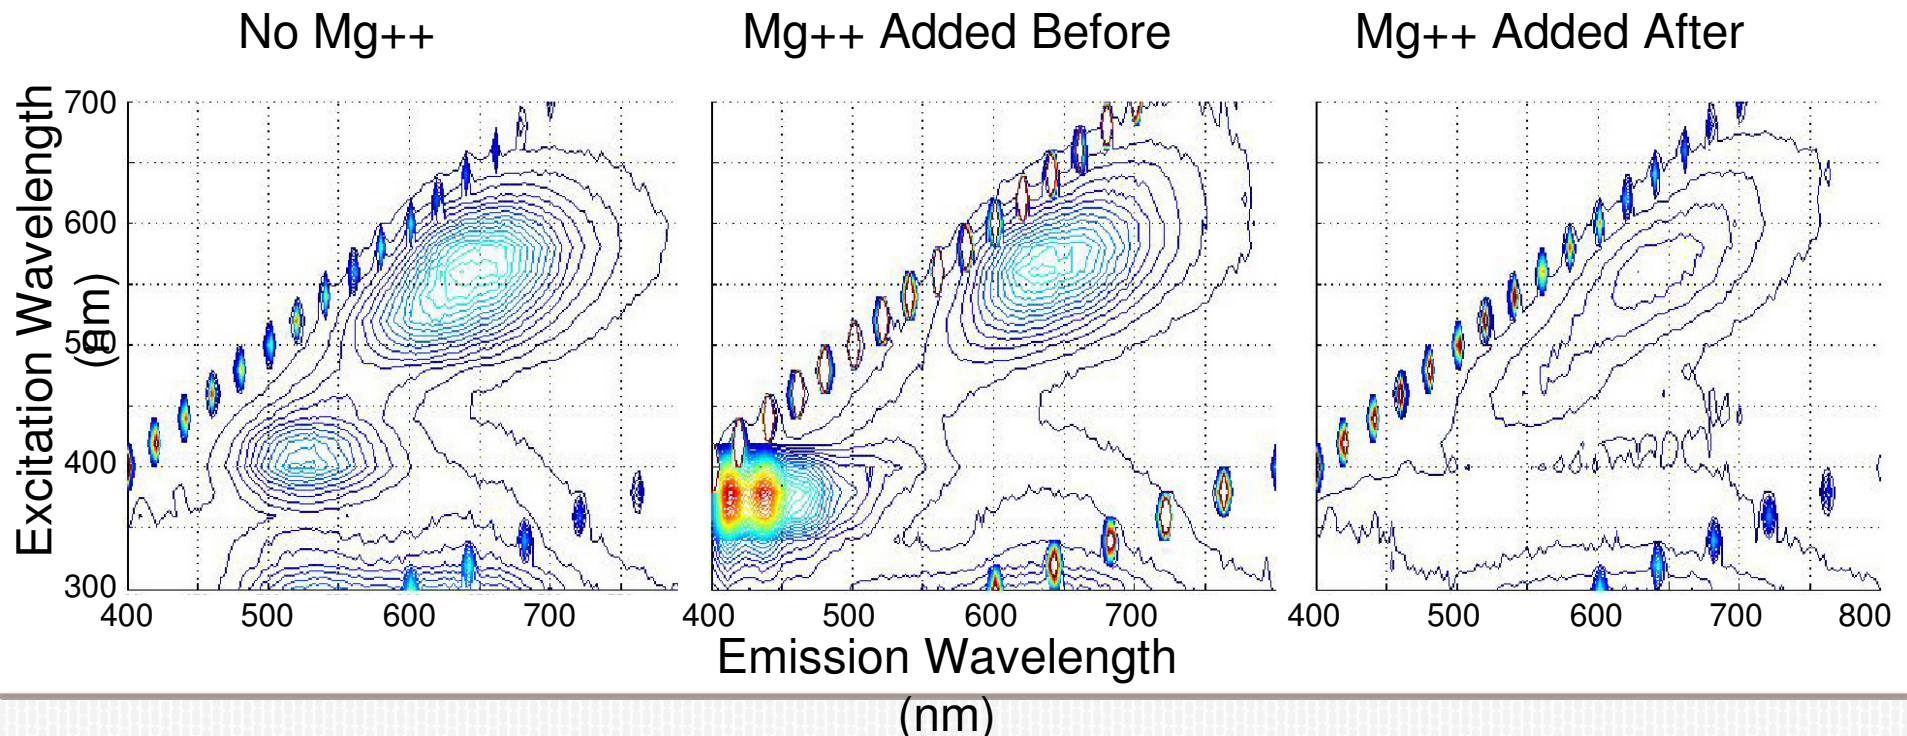 No Mg++
Mg++ Added Before
Mg++ Added After
Excitation Wavelength
(nm)
700
600
500
400
300
400 500 600 700
400 500 600 700
400 500 600 700 800
Emission Wavelength
(nm)